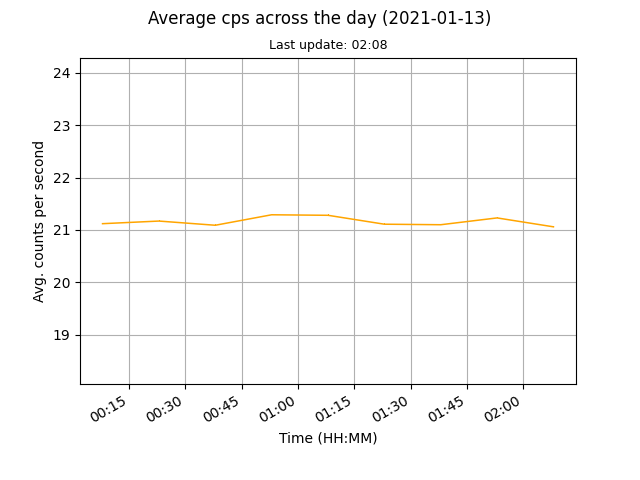 Average cps across the day (2021-01-13)
Last update: 02:08
24
23
22
21
20
19
Avg. counts per second
00:15 00:30 00:45 01:00 01:15 01:30 01:45 02:00
Time (HH:MM)